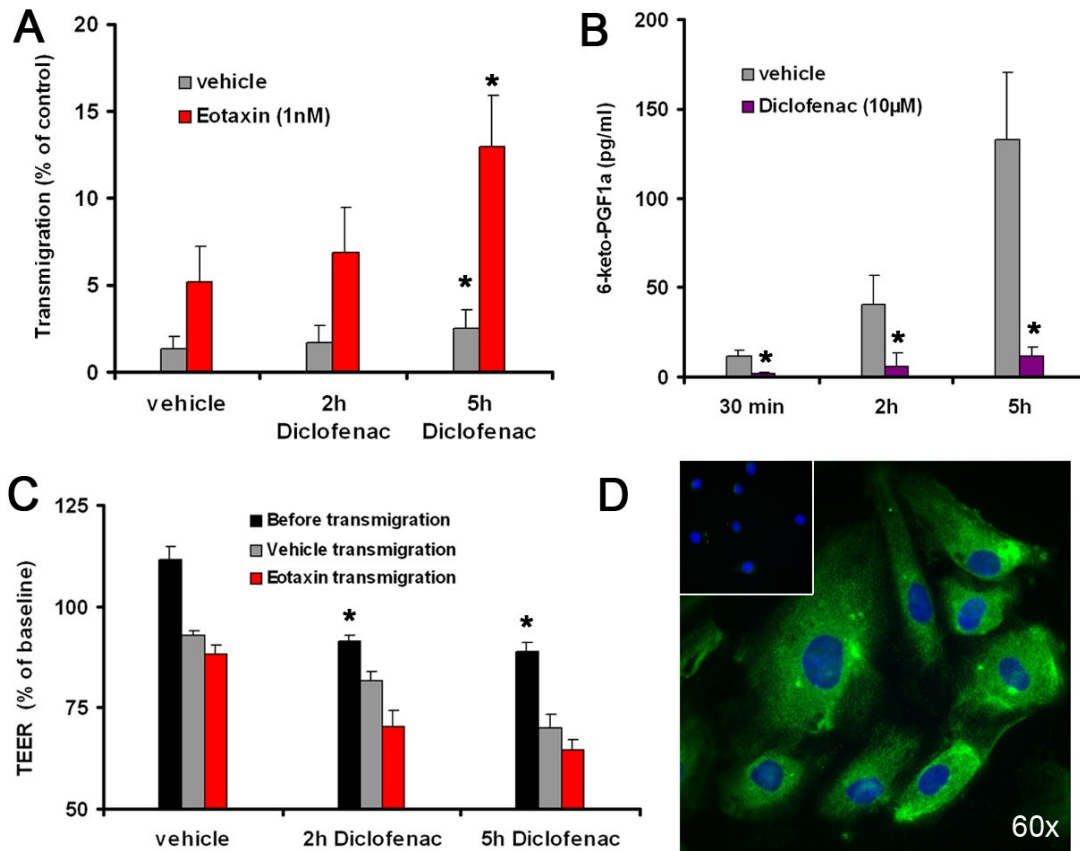 A
Transmigration (% of control)
20
15
10
5
0
vehicle
Eotaxin (1nM)
*
*
vehicle
2h
Diclofenac
5h
Diclofenac
B
6-keto-PGF1a (pg/ml)
200
150
100
50
0
vehicle
Diclofenac (10µM)
*
*
*
30 min
2h
5h
C
TEER (% of baseline)
125
100
75
50
Before transmigration
Vehicle transmigration
Eotaxin transmigration
*
*
vehicle
2h Diclofenac
5h Diclofenac
D
60x